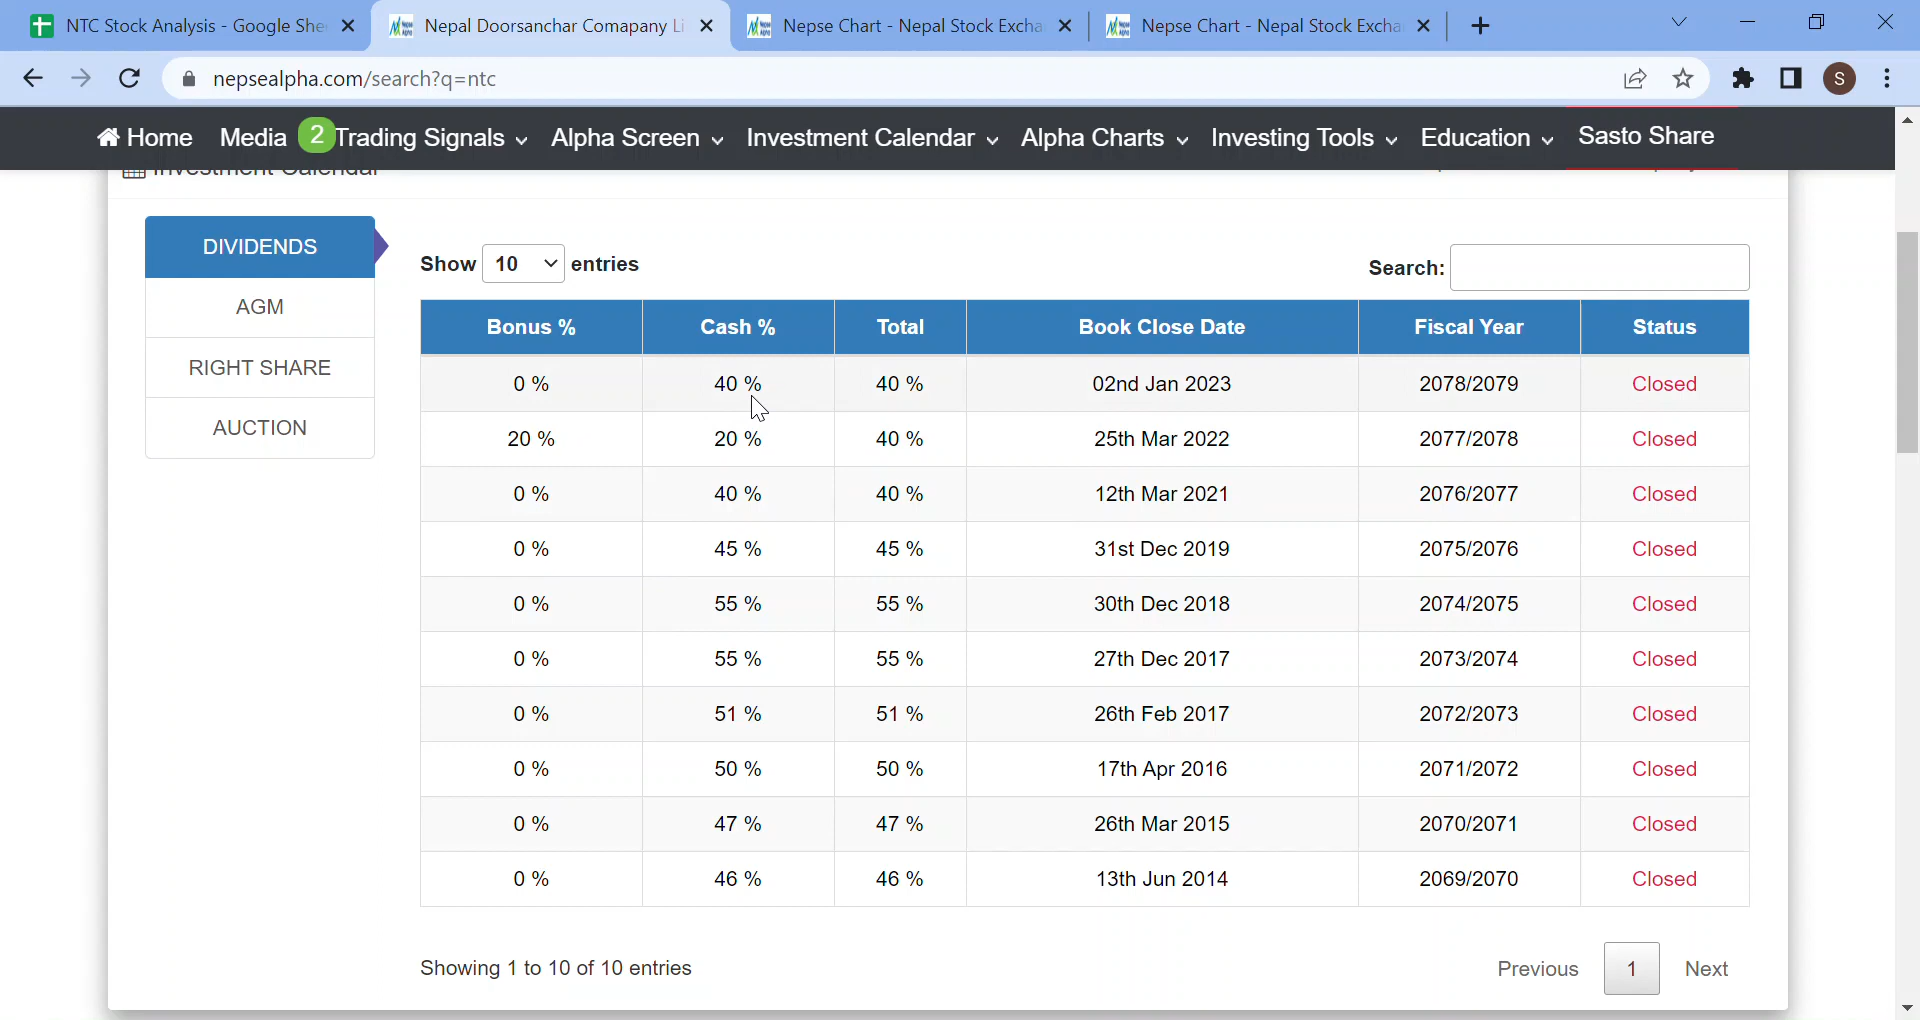 NTC Stock Analysis - Google She
Nepal Doorsanchar Comapany Li
Nepse Chart - Nepal Stock Excha
Nepse Chart - Nepal Stock Excha
nepsealpha.com/search?q=ntc
S
Home Media 2 Trading Signals Alpha Screen Investment Calendar Alpha Charts Investing Tools Education Sasto Share
Investment Calendar
DIVIDENDS
AGM
RIGHT SHARE
AUCTION
Show 10 entries
Search:
Bonus % Cash % Total Book Close Date Fiscal Year Status
0 % 40 % 40 % 02nd Jan 2023 2078/2079 Closed
20 % 20 % 40 % 25th Mar 2022 2077/2078 Closed
0 % 40 % 40 % 12th Mar 2021 2076/2077 Closed
0 % 45 % 45 % 31st Dec 2019 2075/2076 Closed
0 % 55 % 55 % 30th Dec 2018 2074/2075 Closed
0 % 55 % 55 % 27th Dec 2017 2073/2074 Closed
0 % 51 % 51 % 26th Feb 2017 2072/2073 Closed
0 % 50 % 50 % 17th Apr 2016 2071/2072 Closed
0 % 47 % 47 % 26th Mar 2015 2070/2071 Closed
0 % 46 % 46 % 13th Jun 2014 2069/2070 Closed
Showing 1 to 10 of 10 entries
Previous 1 Next